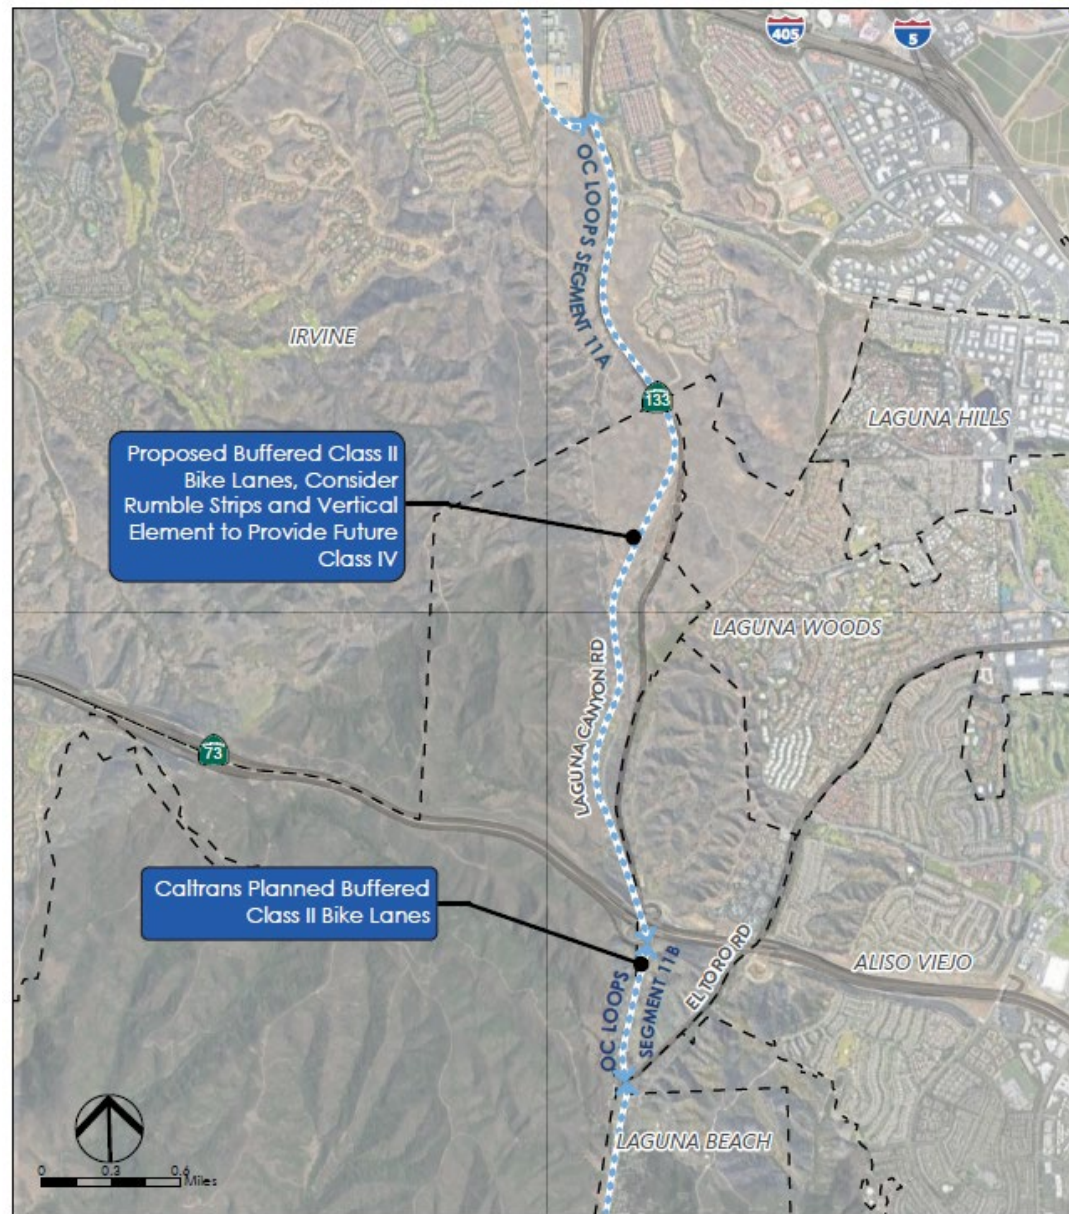 405
5
OC LOOPS SEGMENT 11A
IRVINE
133
LAGUNA HILLS
Proposed Buffered Class II
Bike Lanes, Consider
Rumble Strips and Vertical
Element to Provide Future
Class IV
LAGUNA WOODS
LAGUNA CANYON RD
73
Caltrans Planned Buffered
Class II Bike Lanes
OC LOOPS
SEGMENT 11B
EL TORO RD
ALISO VIEJO
LAGUNA BEACH
0 0.3 0.6
Miles